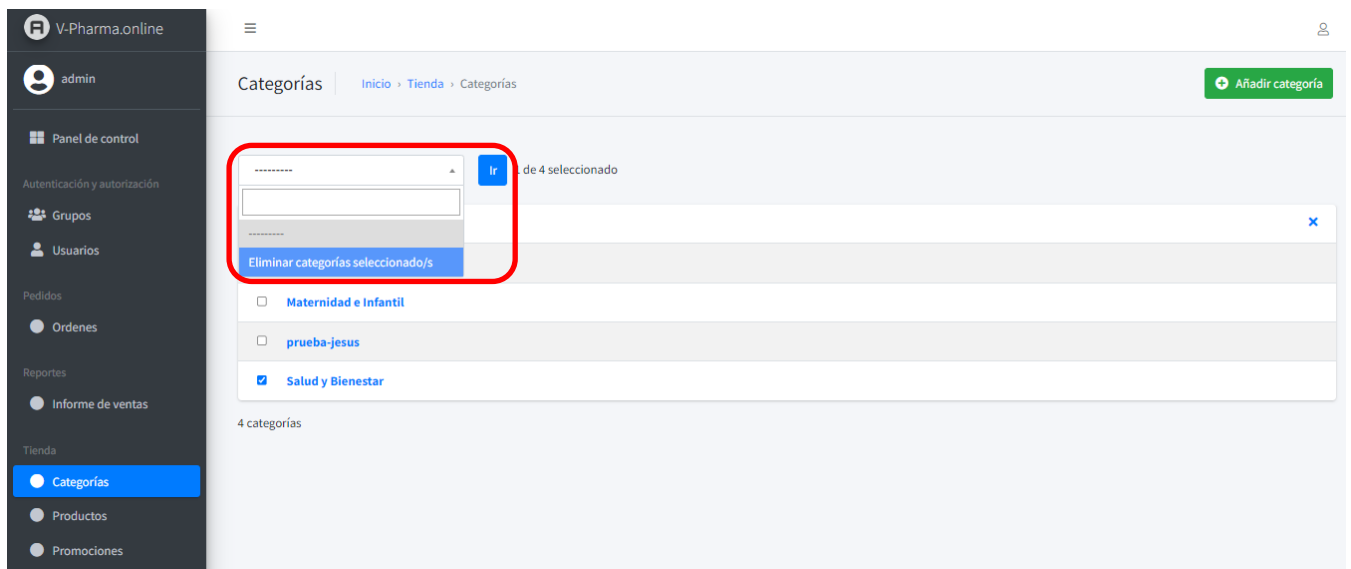 V-Pharma.online
admin
Panel de control
Autenticación y autorización
Grupos
Usuarios
Pedidos
Ordenes
Reportes
Informe de ventas
Tienda
Categorías
Productos
Promociones
Categorías
Inicio › Tienda › Categorías
Añadir categoría
---------
Ir
de 4 seleccionado
---------
Eliminar categorías seleccionado/s
Maternidad e Infantil
prueba-jesus
Salud y Bienestar
4 categorías